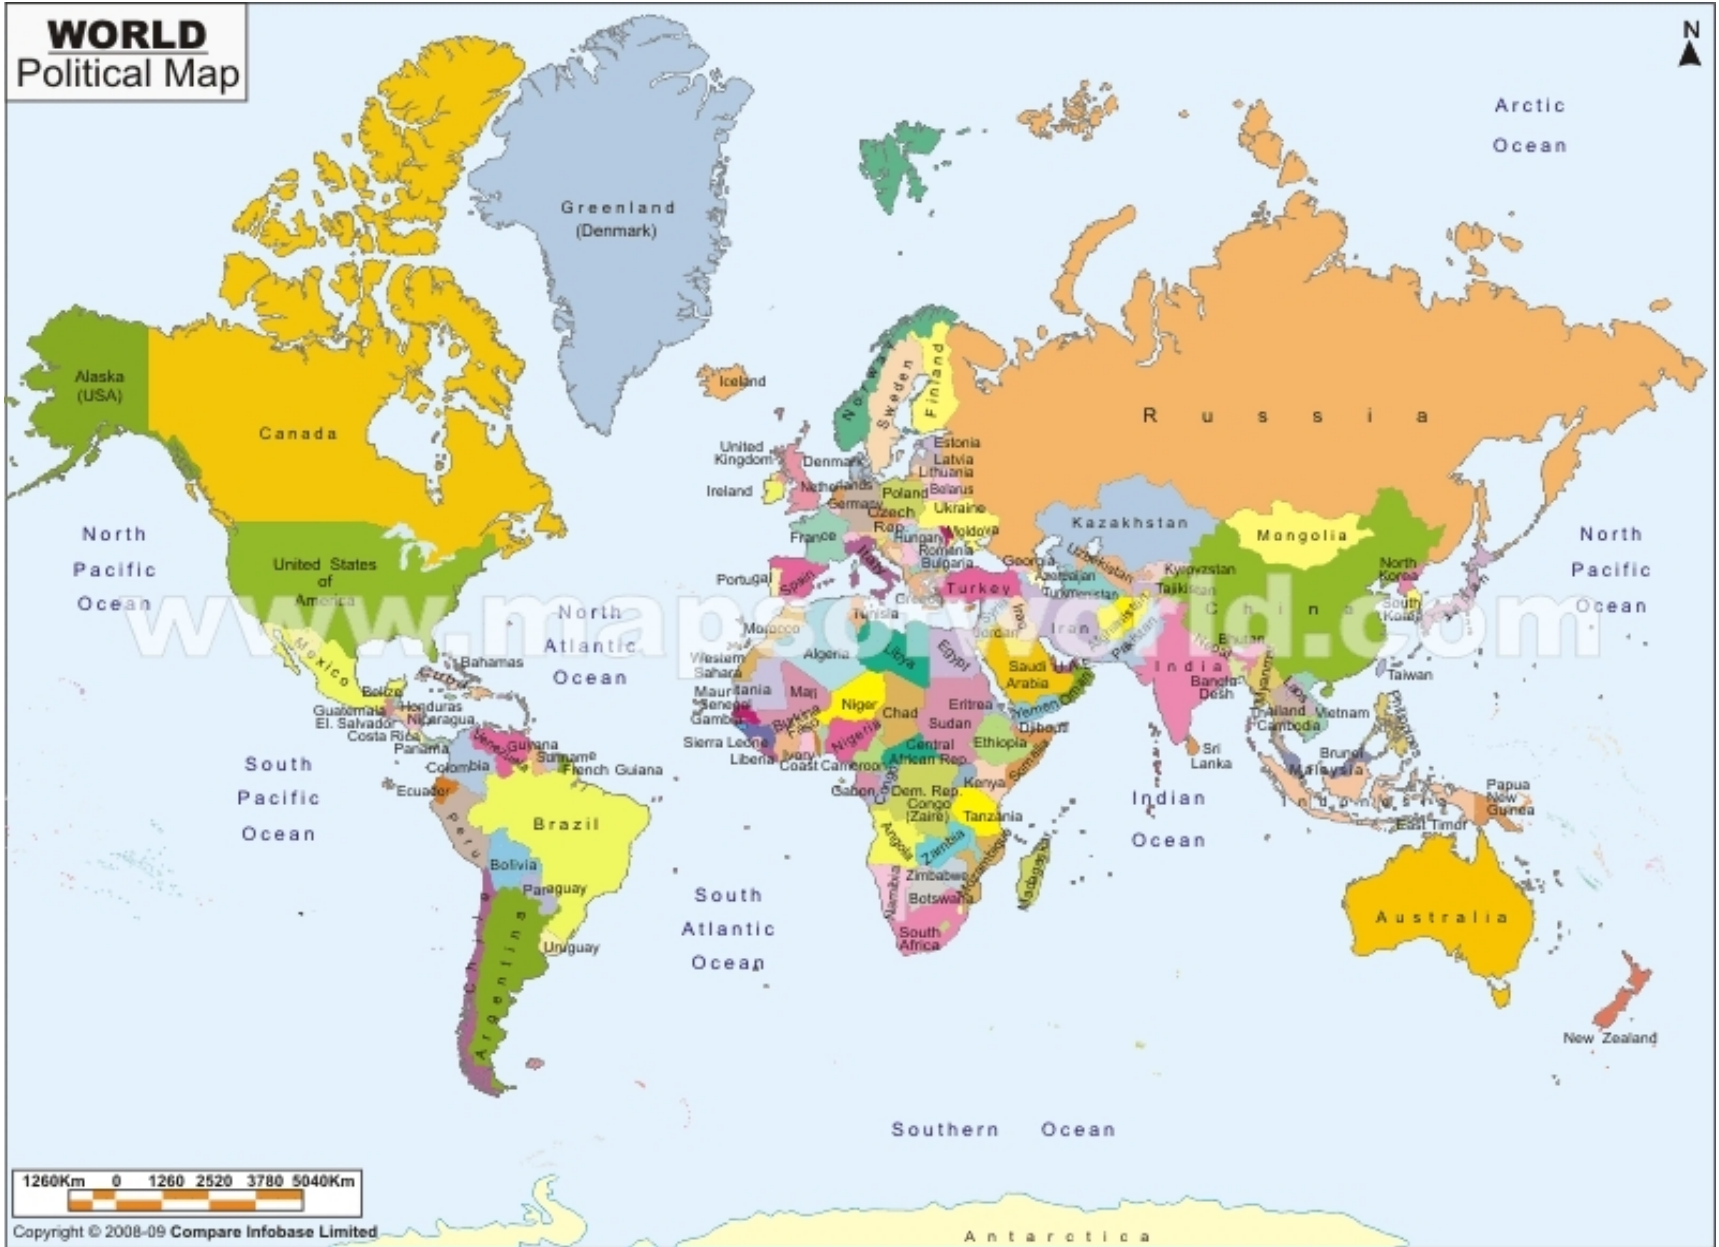 WORLD
Political Map
N
Arctic
Ocean
Greenland
(Denmark)
Alaska
(USA)
Canada
Iceland
Norway
Sweden
Finland
Russia
United
Kingdom
Ireland
Denmark
Netherlands
Germany
Estonia
Latvia
Lithuania
Belarus
Poland
Czech
Rep.
Ukraine
Moldova
France
Hungary
Romania
Bulgaria
Italy
Portugal
Spain
Turkey
Georgia
Azerbaijan
Kazakhstan
Uzbekistan
Turkmenistan
Kyrgyzstan
Tajikistan
Mongolia
China
North
Korea
South
Korea
Japan
North
Pacific
Ocean
North
Pacific
Ocean
United States
of
America
North
Atlantic
Ocean
www.mapsofworld.com
Mexico
Bahamas
Cuba
Belize
Guatemala
Honduras
El. Salvador
Nicaragua
Costa Rica
Panama
Venezuela
Guyana
Suriname
French Guiana
Colombia
Ecuador
Peru
Brazil
Bolivia
Paraguay
Chile
Argentina
Uruguay
South
Pacific
Ocean
South
Atlantic
Ocean
Morocco
Tunisia
Algeria
Libya
Egypt
Western
Sahara
Mauritania
Mali
Niger
Chad
Sudan
Eritrea
Senegal
Gambia
Burkina
Faso
Nigeria
Sierra Leone
Liberia
Ivory
Coast
Cameroon
Central
African Rep.
Ethiopia
Djibouti
Somalia
Gabon
Congo
Dem. Rep.
Congo
(Zaire)
Kenya
Tanzania
Angola
Zambia
Mozambique
Zimbabwe
Namibia
Botswana
South
Africa
Madagaskar
Syria
Jordan
Iraq
Iran
Saudi
Arabia
U.A.E
Oman
Yemen
Afghanistan
Pakistan
India
Nepal
Bhutan
Bangla
Desh
Myanmar
Sri
Lanka
Laos
Thailand
Cambodia
Vietnam
Taiwan
Philippines
Brunei
Malaysia
Indonesia
East Timor
Papua
New
Guinea
Indian
Ocean
Australia
New Zealand
Southern Ocean
Antarctica
1260Km 0 1260 2520 3780 5040Km
Copyright © 2008-09 Compare Infobase Limited